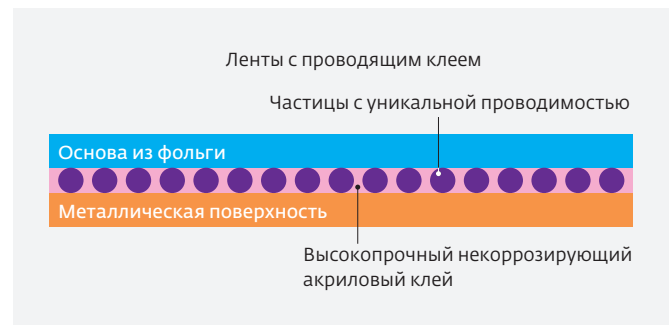 Ленты с проводящим клеем
Частицы с уникальной проводимостью
Основа из фольги
Металлическая поверхность
Высокопрочный некоррозирующий
акриловый клей